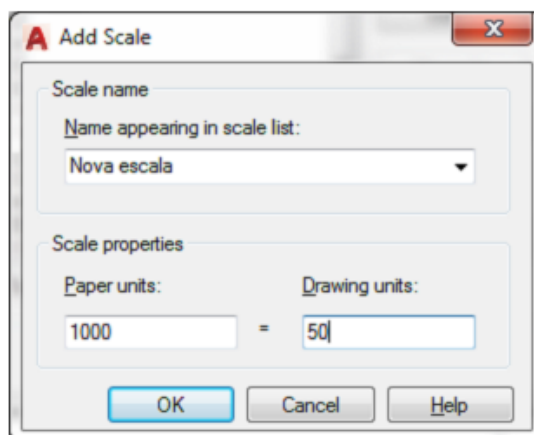 Add Scale
Scale name
Name appearing in scale list:
Nova escala
Scale properties
Paper units: Drawing units:
1000 = 50
OK Cancel Help